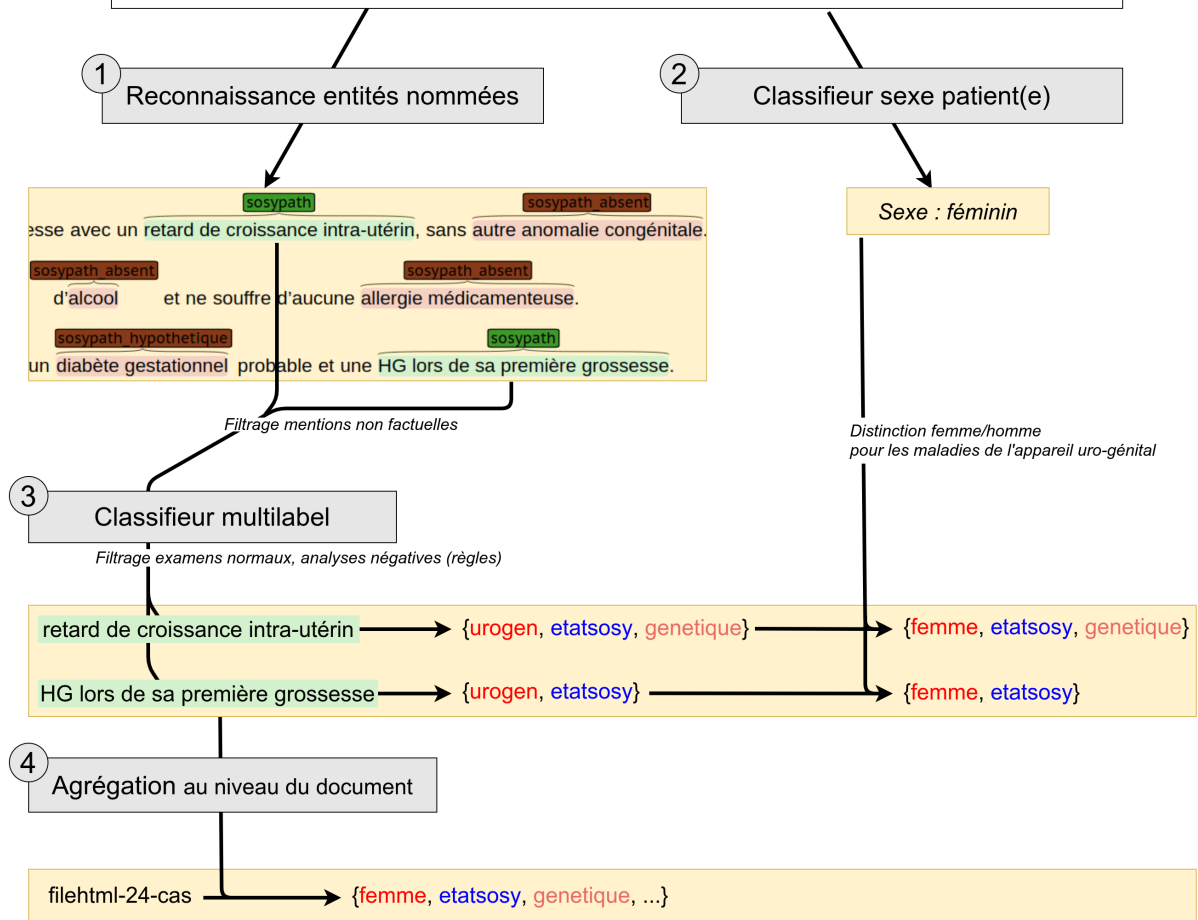 1
Reconnaissance entités nommées
2
Classifieur sexe patient(e)
sosypath
sosypath_absent
esse avec un retard de croissance intra-utérin, sans autre anomalie congénitale.
sosypath_absent
sosypath_absent
d'alcool et ne souffre d'aucune allergie médicamenteuse.
sosypath_hypothetique
sosypath
un diabète gestationnel probable et une HG lors de sa première grossesse.
Sexe : féminin
Filtrage mentions non factuelles
Distinction femme/homme
pour les maladies de l'appareil uro-génital
3
Classifieur multilabel
Filtrage examens normaux, analyses négatives (règles)
retard de croissance intra-utérin {urogen, etatsosy, genetique} {femme, etatsosy, genetique}
HG lors de sa première grossesse {urogen, etatsosy} {femme, etatsosy}
4
Agrégation au niveau du document
filehtml-24-cas {femme, etatsosy, genetique, ...}